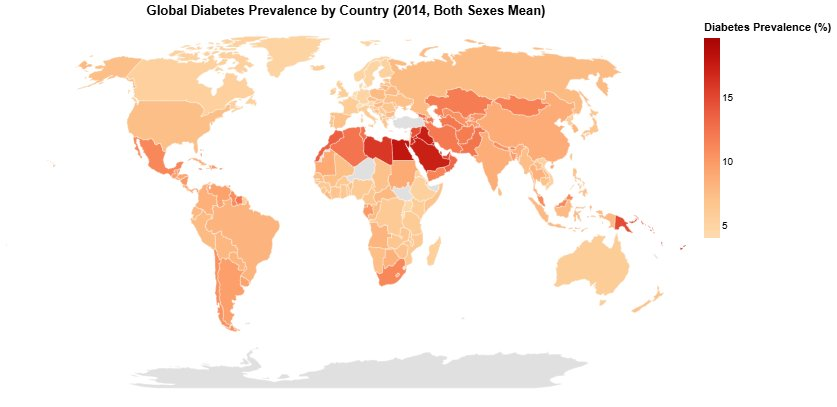 Global Diabetes Prevalence by Country (2014, Both Sexes Mean)
Diabetes Prevalence (%)
15
10
5